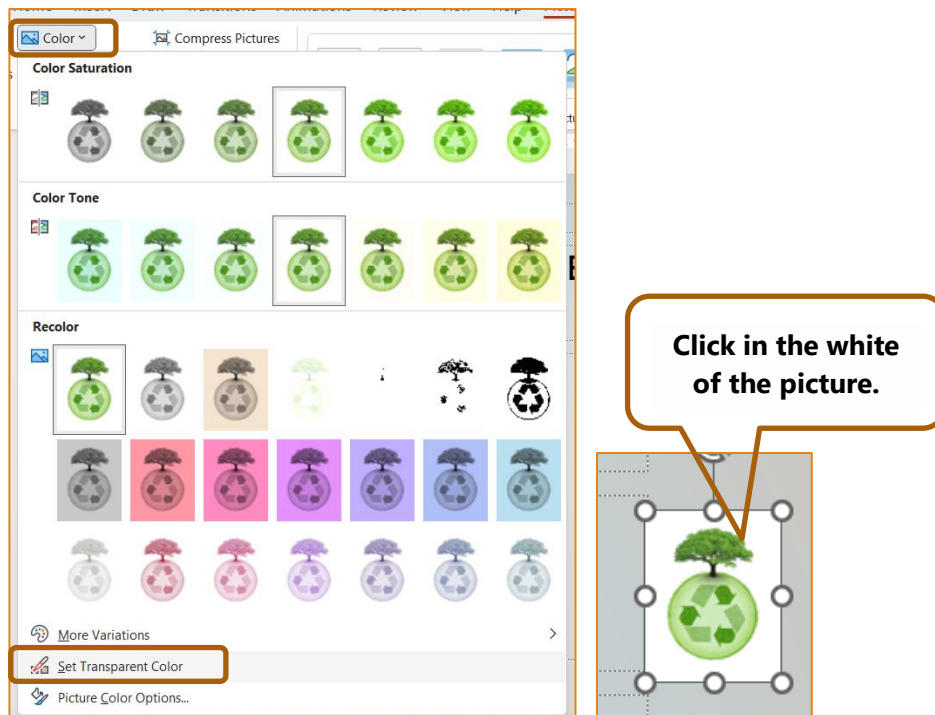 Color
Compress Pictures
Color Saturation
Color Tone
Recolor
More Variations
Set Transparent Color
Picture Color Options...
Click in the white
of the picture.